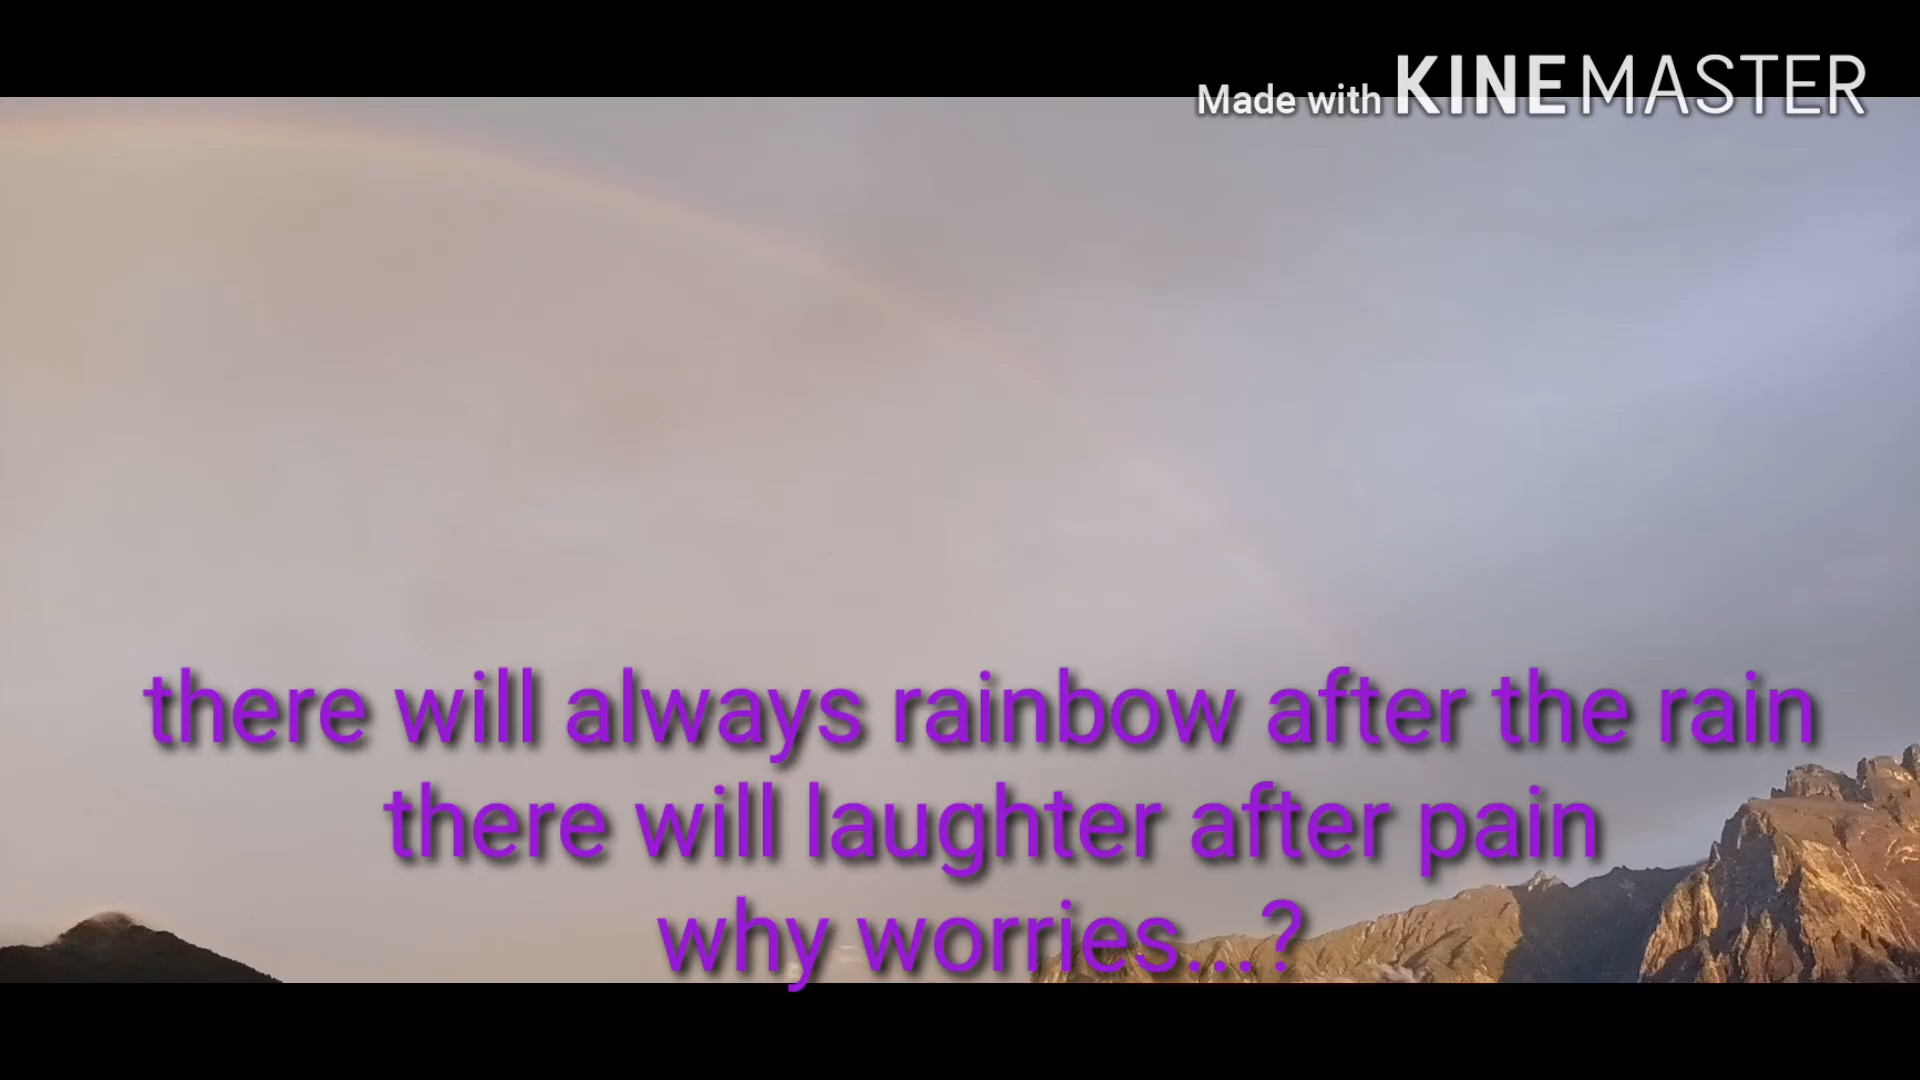 Made with KINEMASTER
there will always rainbow after the rain
there will laughter after pain
why worries...?